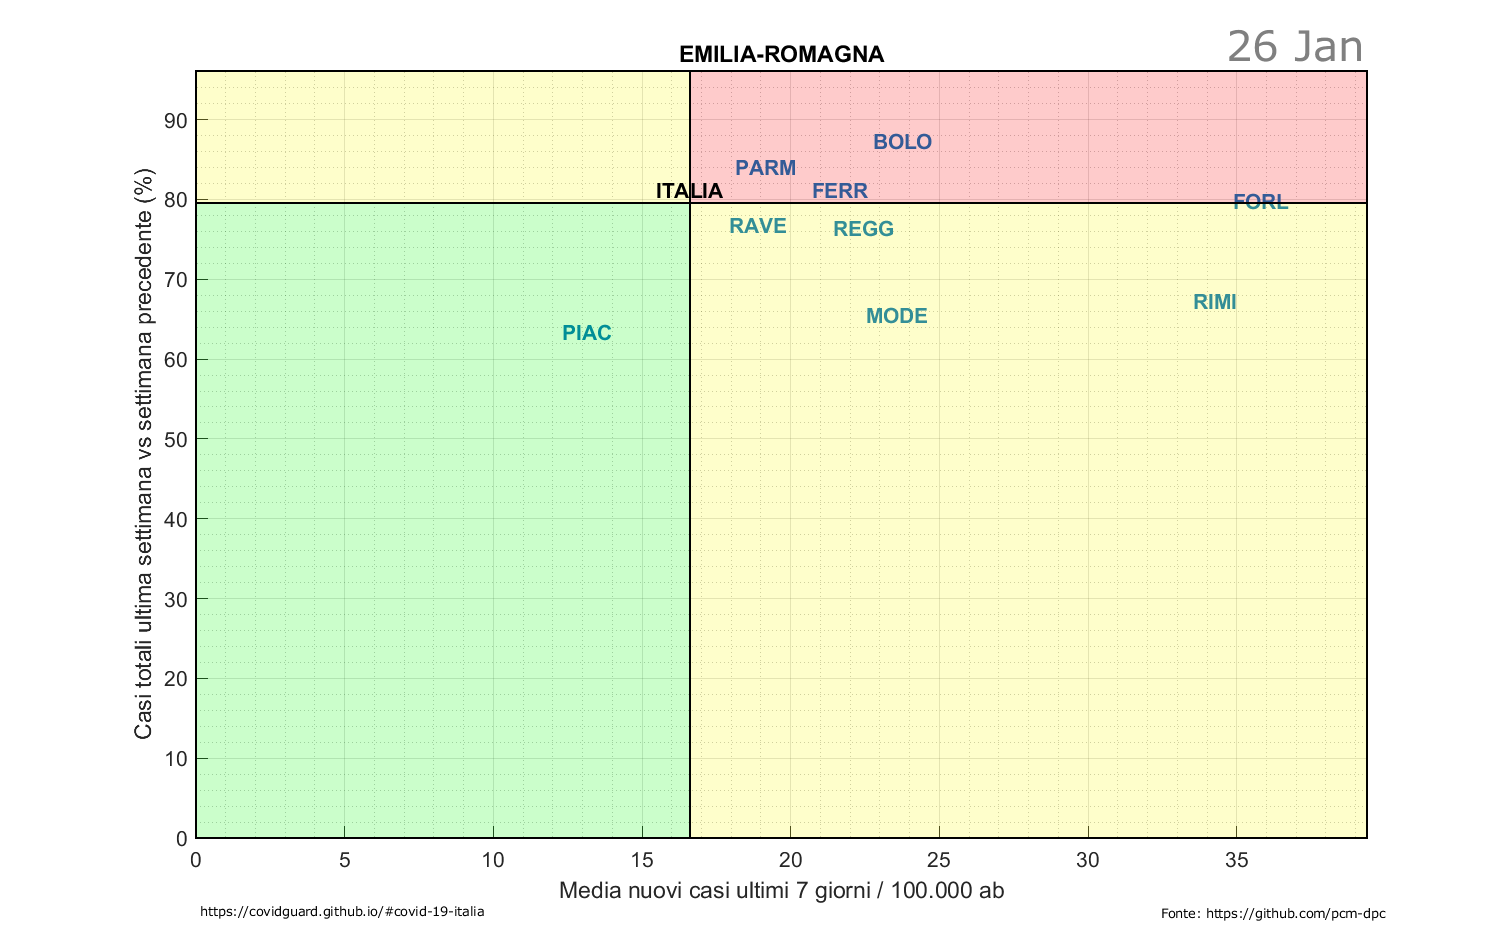 26 Jan
EMILIA-ROMAGNA
Casi totali ultima settimana vs settimana precedente (%)
90
80
70
60
50
40
30
20
10
0
BOLO
PARM
ITALIA
FERR
FORL
RAVE
REGG
RIMI
MODE
PIAC
0 5 10 15 20 25 30 35
Media nuovi casi ultimi 7 giorni / 100.000 ab
https://covidguard.github.io/#covid-19-italia
Fonte: https://github.com/pcm-dpc